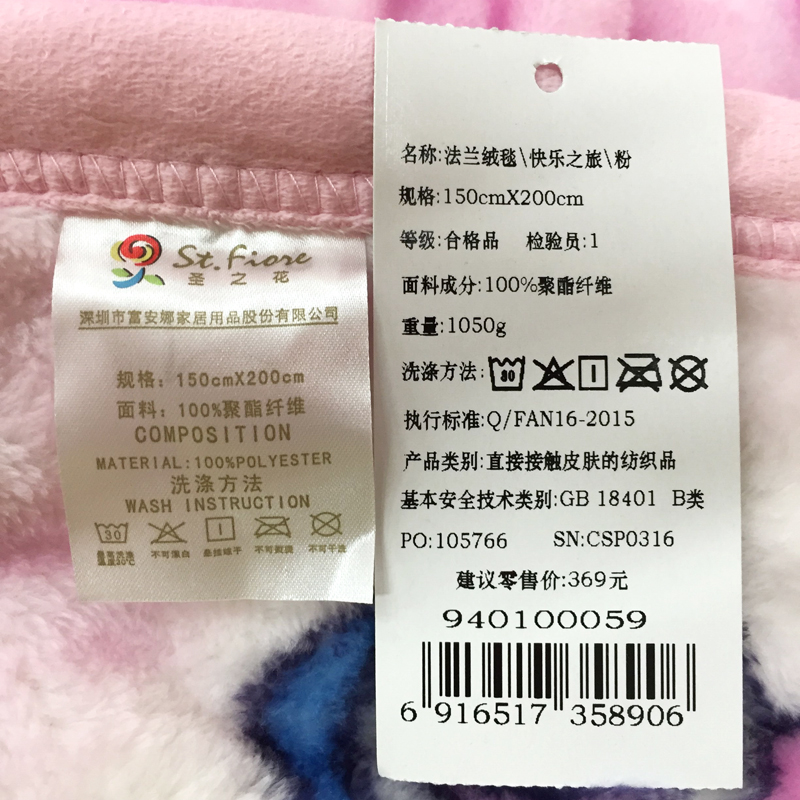 St.Fiore
圣之花
深圳市富安娜家居用品股份有限公司
规格：150cmX200cm
面料：100%聚酯纤维
COMPOSITION
MATERIAL:100%POLYESTER
洗涤方法
WASH INSTRUCTION
30
不可漂白 悬挂晾干 不可熨烫 不可干洗
名称:法兰绒毯\快乐之旅\粉
规格:150cmX200cm
等级:合格品 检验员:1
面料成分:100%聚酯纤维
重量:1050g
洗涤方法:
30
执行标准:Q/FAN16-2015
产品类别:直接接触皮肤的纺织品
基本安全技术类别:GB 18401 B类
PO:105766 SN:CSP0316
建议零售价:369元
940100059
6 916517 358906